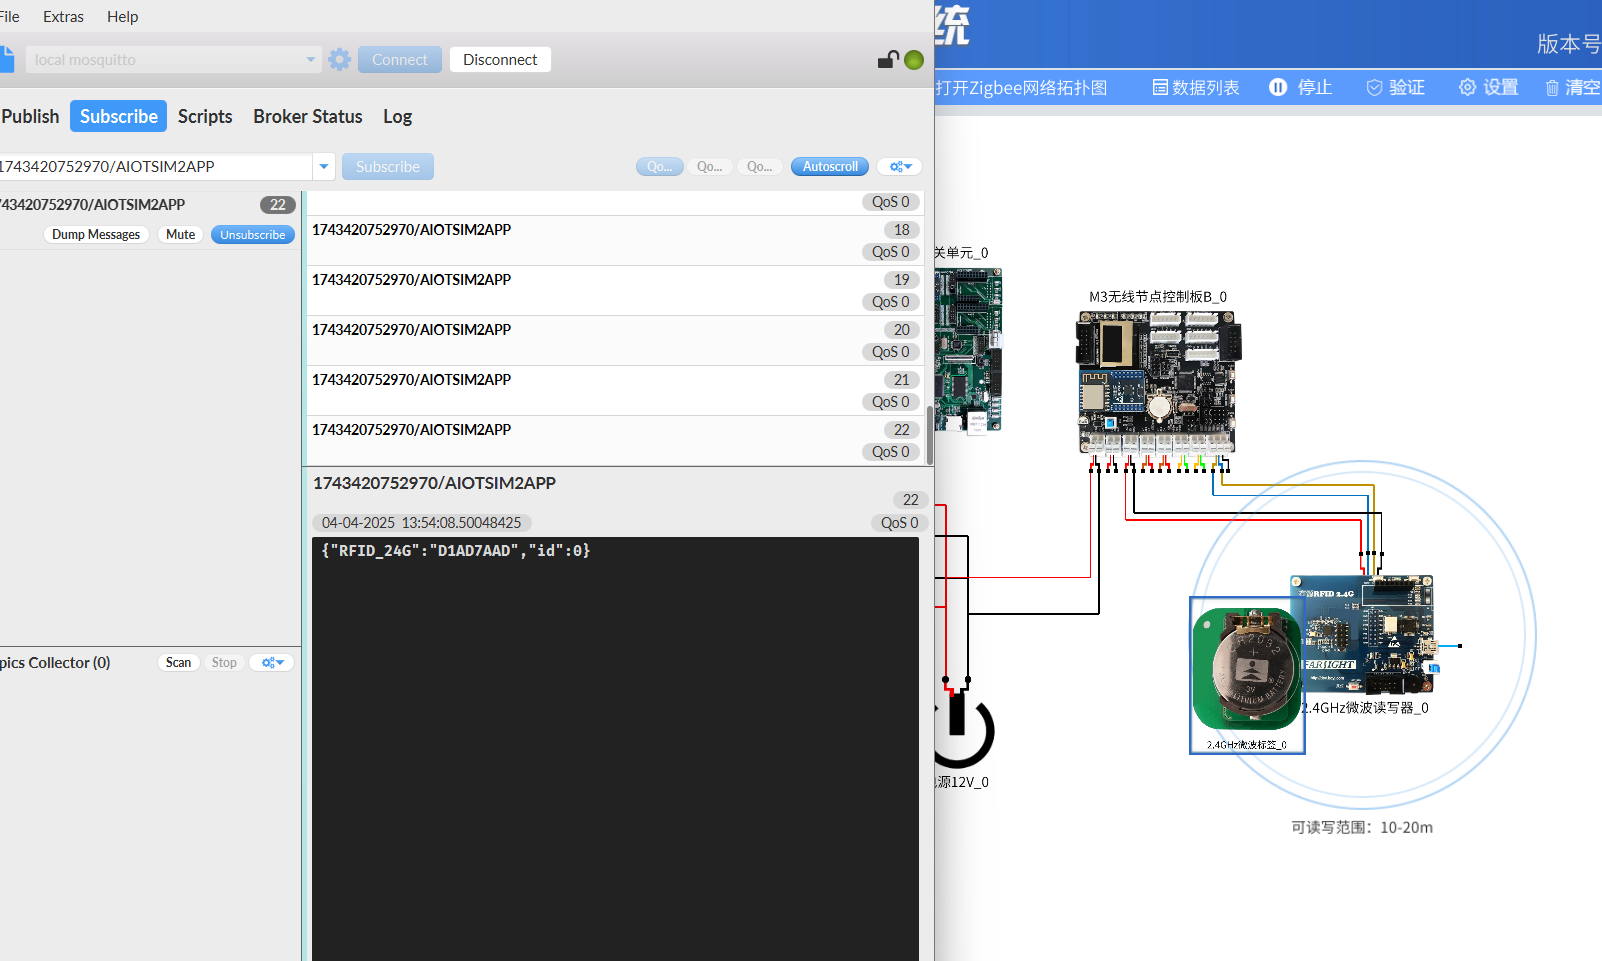 File Extras Help
local mosquitto Connect Disconnect
Publish Subscribe Scripts Broker Status Log
1743420752970/AIOTSIM2APP Subscribe Qo... Qo... Qo... Autoscroll
743420752970/AIOTSIM2APP 22
Dump Messages Mute Unsubscribe
QoS 0
1743420752970/AIOTSIM2APP 18
QoS 0
1743420752970/AIOTSIM2APP 19
QoS 0
1743420752970/AIOTSIM2APP 20
QoS 0
1743420752970/AIOTSIM2APP 21
QoS 0
1743420752970/AIOTSIM2APP 22
QoS 0
1743420752970/AIOTSIM2APP
22
04-04-2025 13:54:08.50048425 QoS 0
{"RFID_24G":"D1AD7AAD","id":0}
pics Collector (0) Scan Stop
统
版本号
打开Zigbee网络拓扑图 数据列表 停止 验证 设置 清空
关单元_0
M3无线节点控制板B_0
RFID 2.4G
FARSIGHT
CR2032
3V
LITHIUM BATTERY
2.4GHz微波读写器_0
2.4GHz微波标签_0
源12V_0
可读写范围：10-20m